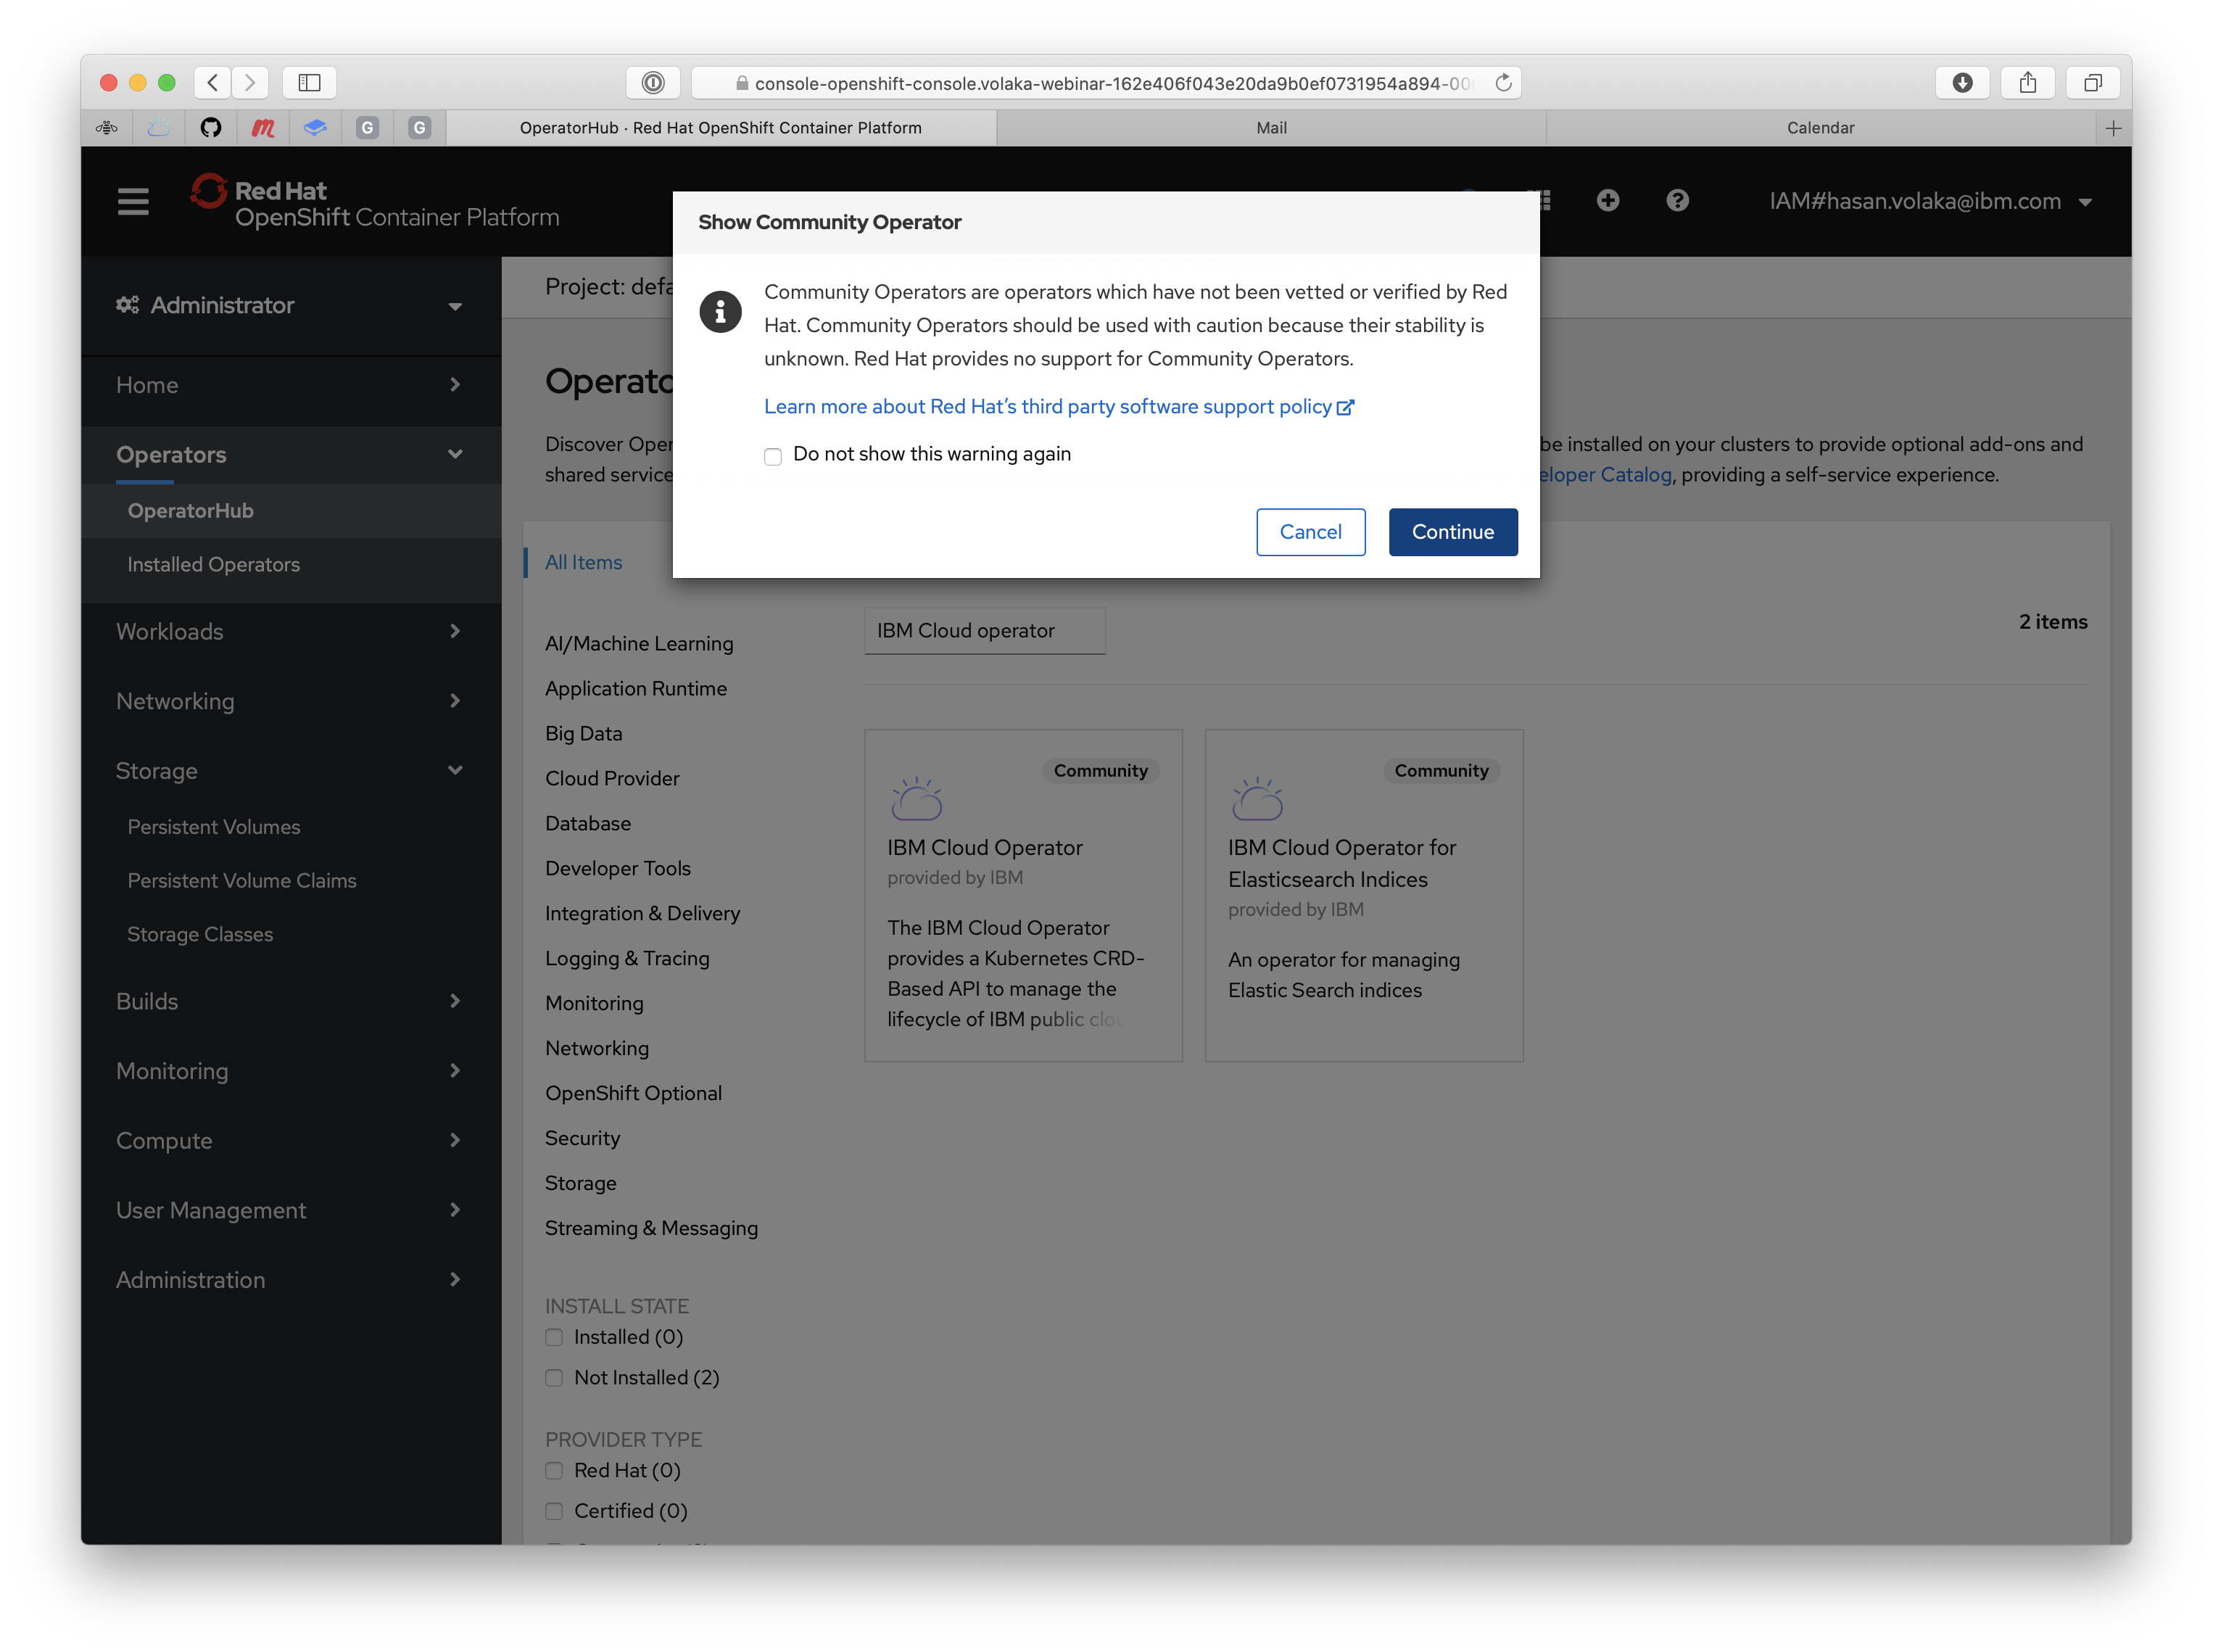 console-openshift-console.volaka-webinar-162e406f043e20da9b0ef0731954a894-00
G
G
OperatorHub · Red Hat OpenShift Container Platform
Mail
Calendar
Red Hat
OpenShift Container Platform
IAM#hasan.volaka@ibm.com
Administrator
Home
Operators
OperatorHub
Installed Operators
Workloads
Networking
Storage
Persistent Volumes
Persistent Volume Claims
Storage Classes
Builds
Monitoring
Compute
User Management
Administration
Show Community Operator
Community Operators are operators which have not been vetted or verified by Red
Hat. Community Operators should be used with caution because their stability is
unknown. Red Hat provides no support for Community Operators.
Learn more about Red Hat's third party software support policy
Do not show this warning again
Cancel
Continue
Project: defa
Operato
Discover Oper
be installed on your clusters to provide optional add-ons and
shared service
eloper Catalog, providing a self-service experience.
All Items
AI/Machine Learning
Application Runtime
Big Data
Cloud Provider
Database
Developer Tools
Integration & Delivery
Logging & Tracing
Monitoring
Networking
OpenShift Optional
Security
Storage
Streaming & Messaging
INSTALL STATE
Installed (0)
Not Installed (2)
PROVIDER TYPE
Red Hat (0)
Certified (0)
IBM Cloud operator
2 items
Community
IBM Cloud Operator
provided by IBM
The IBM Cloud Operator
provides a Kubernetes CRD-
Based API to manage the
lifecycle of IBM public clou
Community
IBM Cloud Operator for
Elasticsearch Indices
provided by IBM
An operator for managing
Elastic Search indices